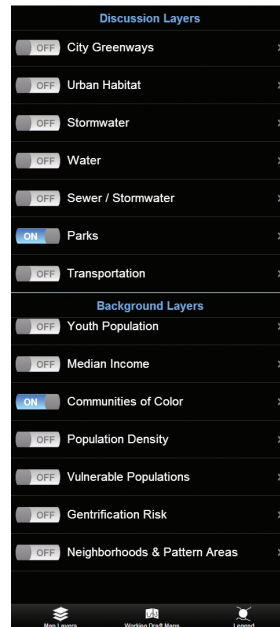 Discussion Layers
OFF City Greenways
OFF Urban Habitat
OFF Stormwater
OFF Water
OFF Sewer / Stormwater
ON Parks
OFF Transportation
Background Layers
OFF Youth Population
OFF Median Income
ON Communities of Color
OFF Population Density
OFF Vulnerable Populations
OFF Gentrification Risk
OFF Neighborhoods & Pattern Areas
Map Layers Working Draft Maps Legend